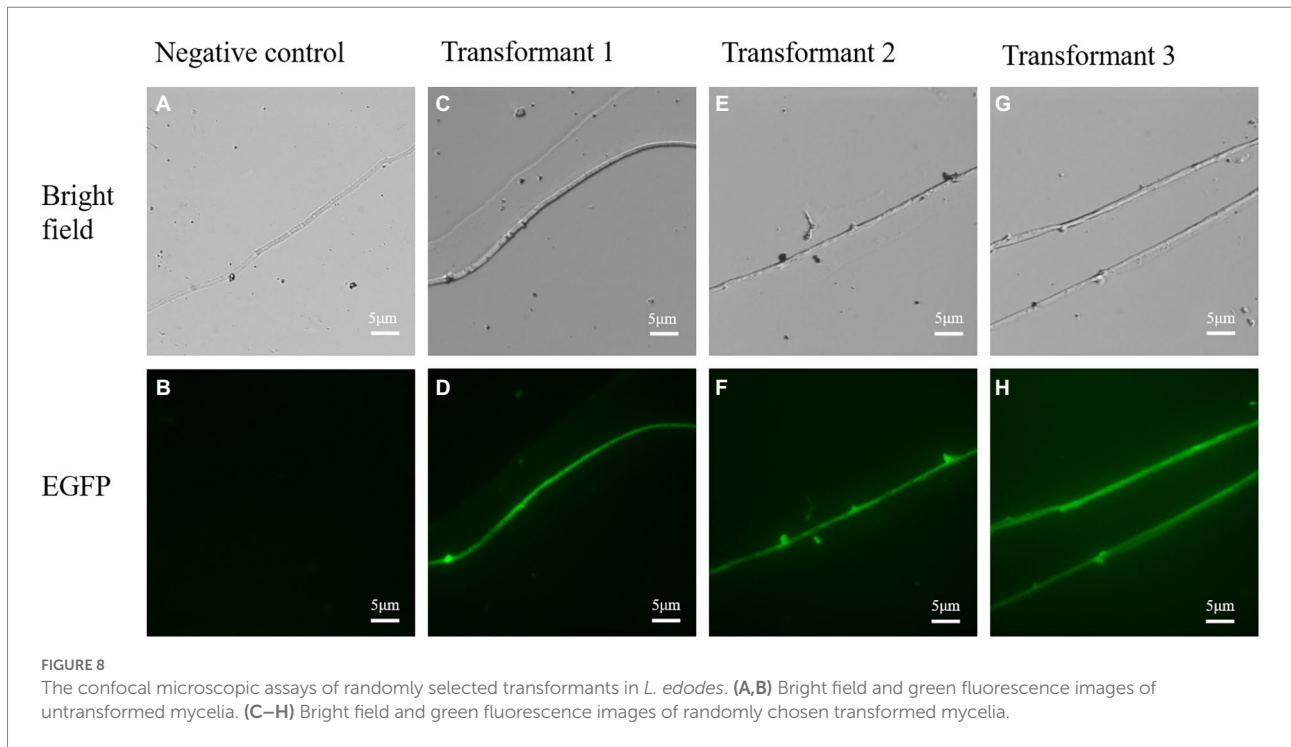 Negative control
Transformant 1
Transformant 2
Transformant 3
Bright
field
A
5μm
C
5μm
E
5μm
G
5μm
EGFP
B
5μm
D
5μm
F
5μm
H
5μm
FIGURE 8
The confocal microscopic assays of randomly selected transformants in L. edodes. (A,B) Bright field and green fluorescence images of
untransformed mycelia. (C–H) Bright field and green fluorescence images of randomly chosen transformed mycelia.